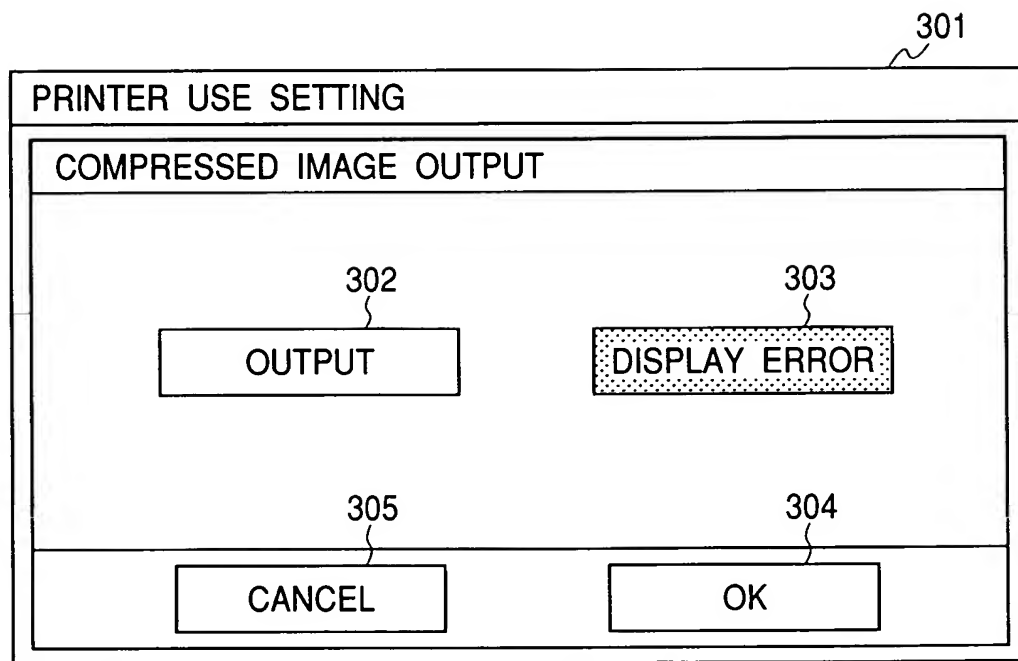 301
PRINTER USE SETTING
COMPRESSED IMAGE OUTPUT
302 303
OUTPUT DISPLAY ERROR
305 304
CANCEL OK